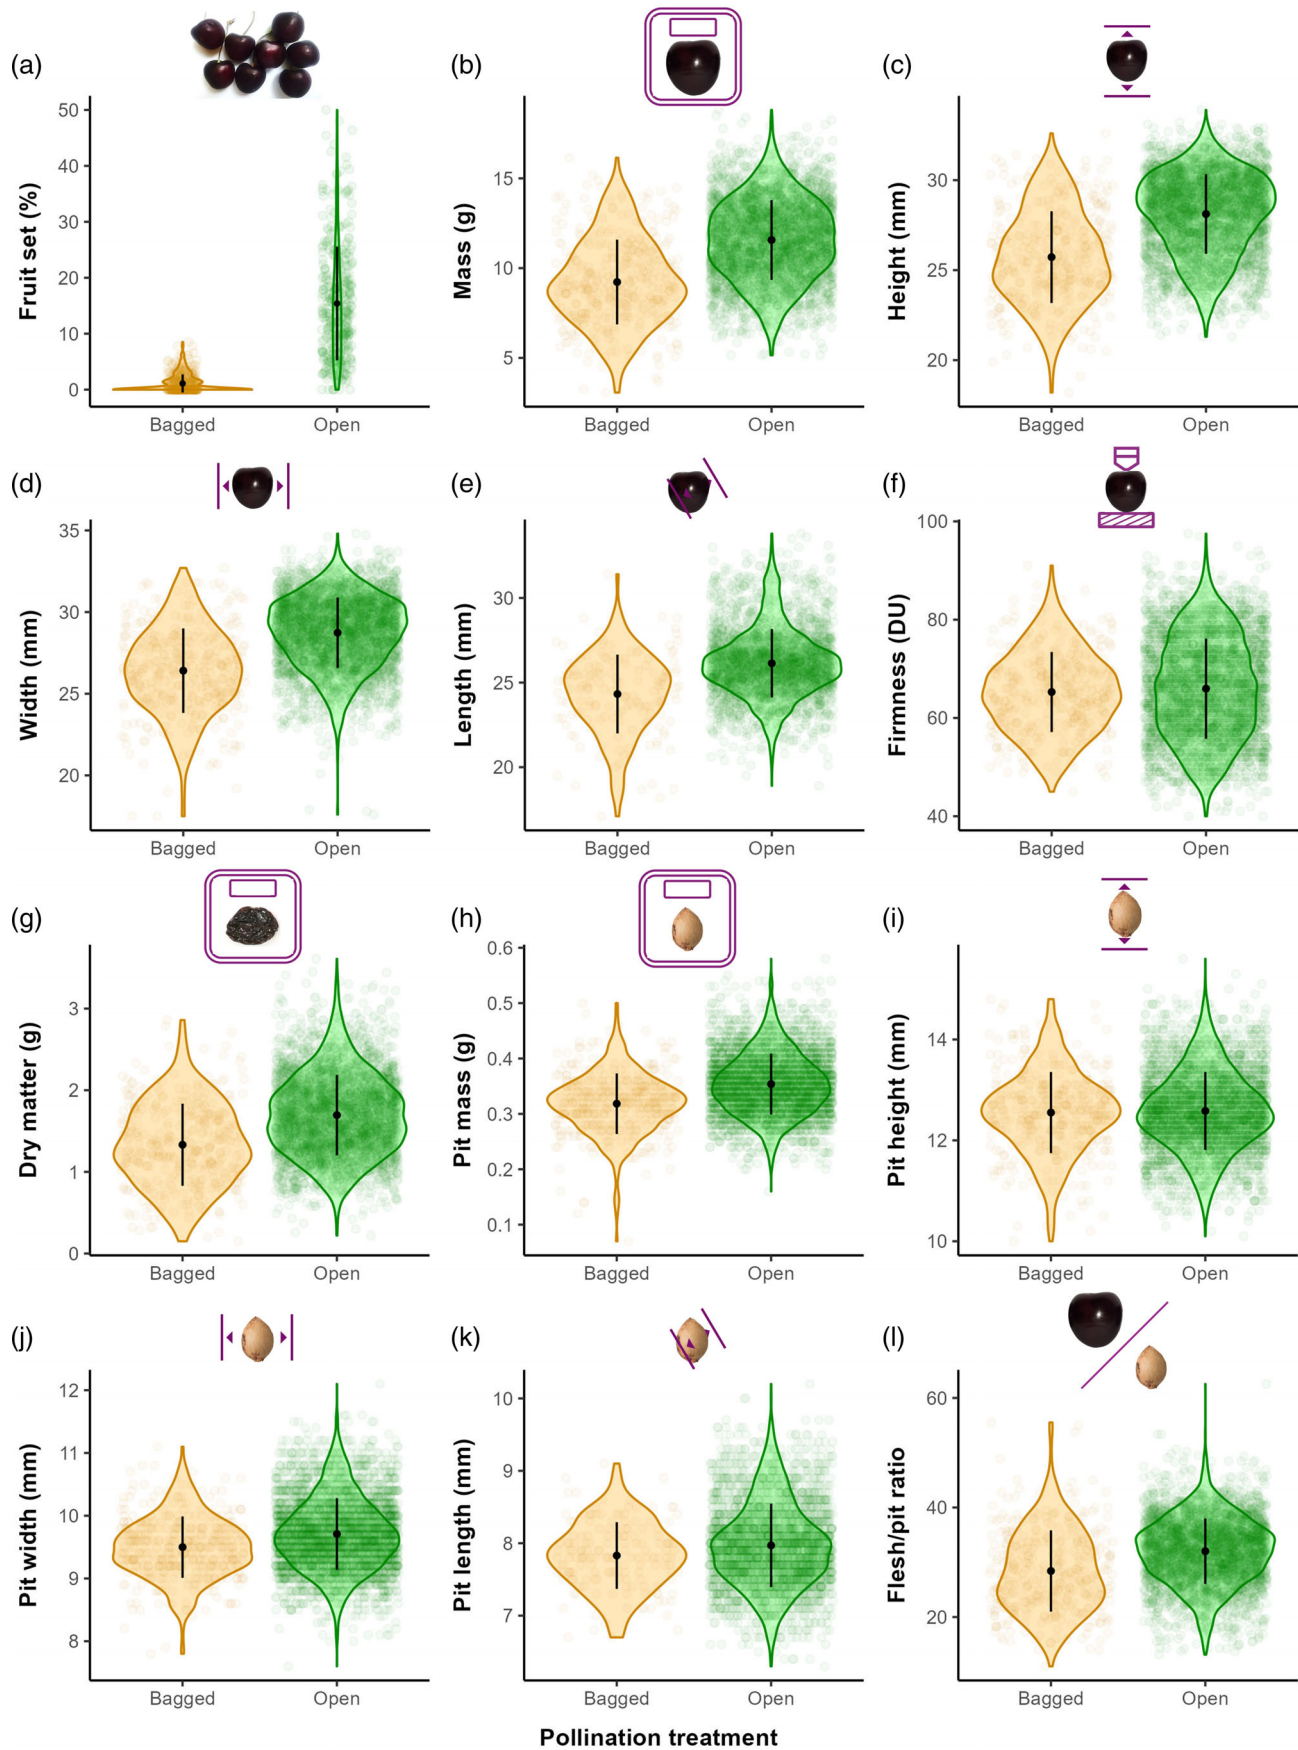 (a)
(b)
(c)
Fruit set (%)
50
40
30
20
10
0
Bagged Open
Mass (g)
15
10
5
Bagged Open
Height (mm)
30
25
20
Bagged Open
(d)
(e)
(f)
Width (mm)
35
30
25
20
Bagged Open
Length (mm)
30
25
20
Bagged Open
Firmness (DU)
100
80
60
40
Bagged Open
(g)
(h)
(i)
Dry matter (g)
3
2
1
0
Bagged Open
Pit mass (g)
0.6
0.5
0.4
0.3
0.2
0.1
Bagged Open
Pit height (mm)
14
12
10
Bagged Open
(j)
(k)
(l)
Pit width (mm)
12
11
10
9
8
Bagged Open
Pit length (mm)
10
9
8
7
Bagged Open
Flesh/pit ratio
60
40
20
Bagged Open
Pollination treatment